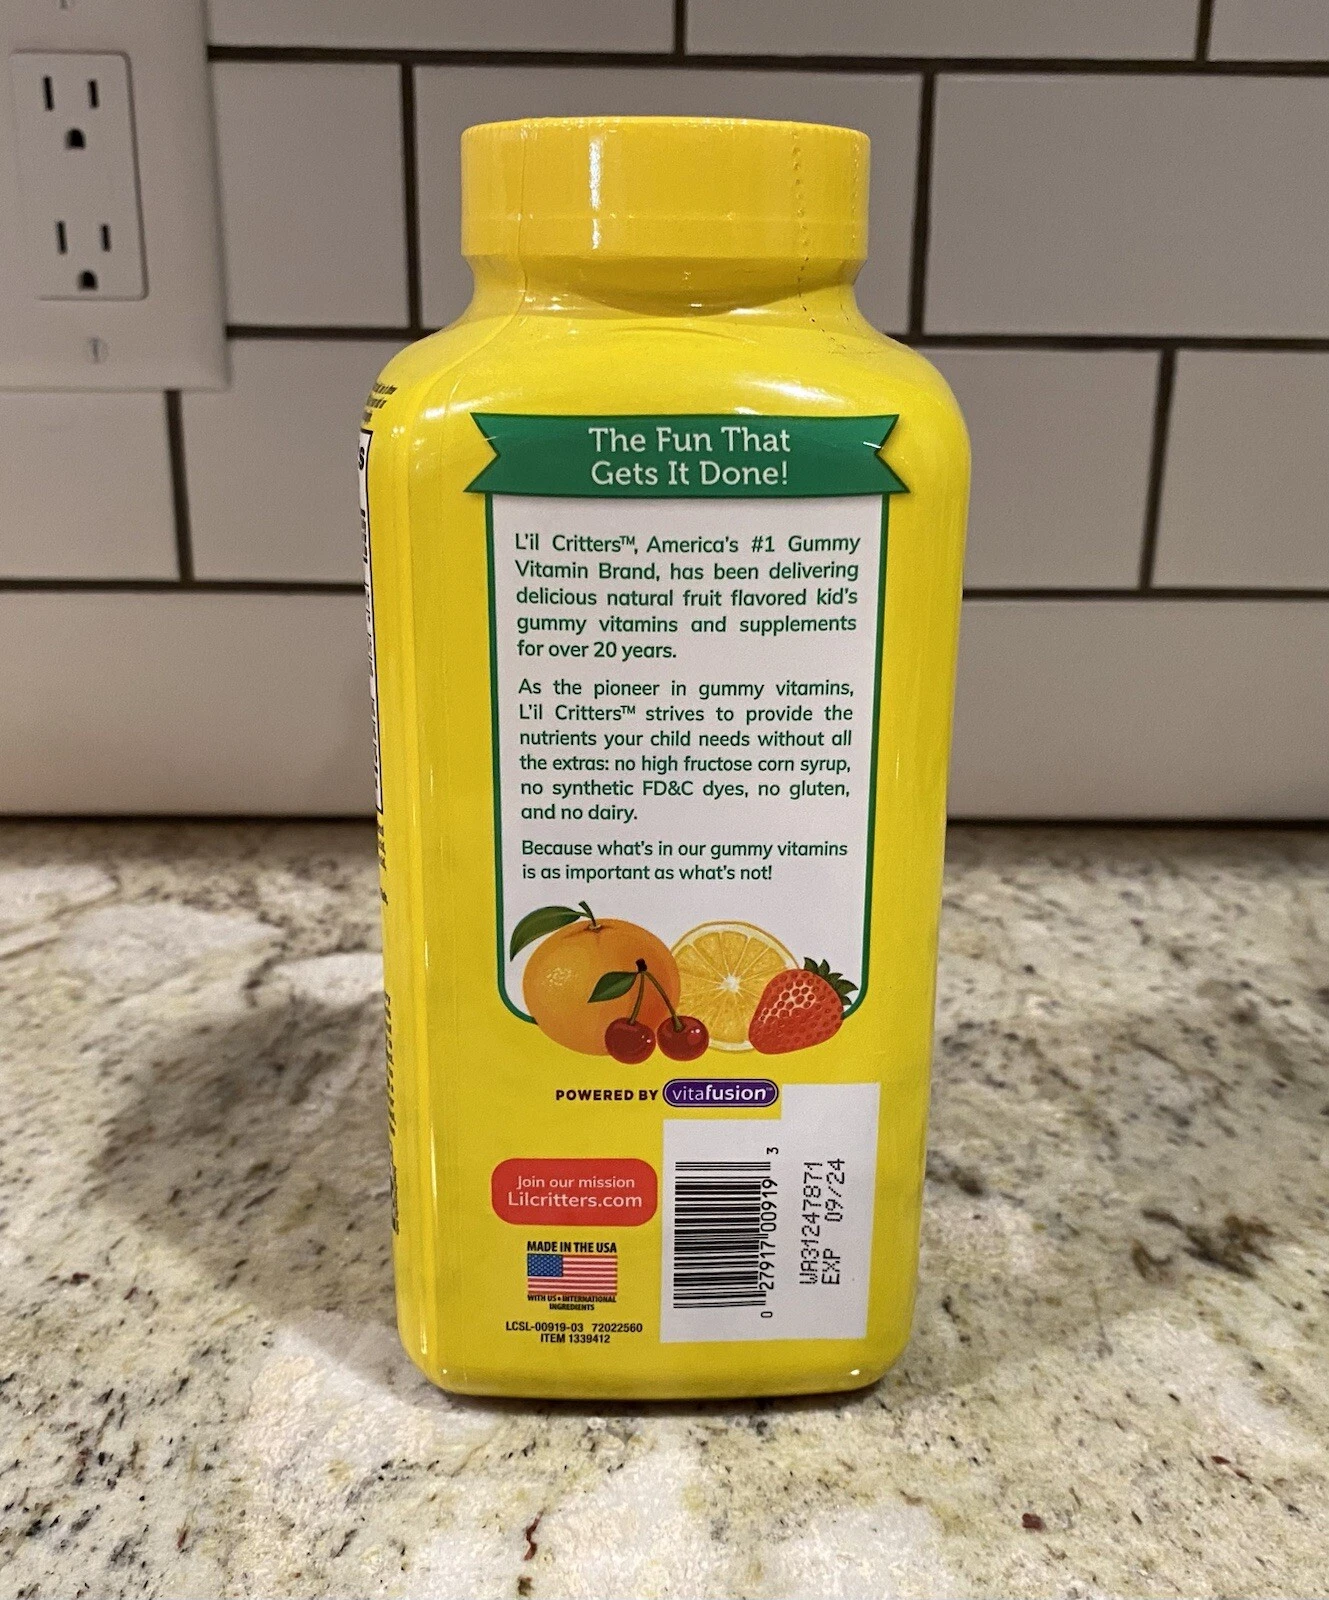 The Fun That
Gets It Done!
L'il Critters™, America's #1 Gummy
Vitamin Brand, has been delivering
delicious natural fruit flavored kid's
gummy vitamins and supplements
for over 20 years.
As the pioneer in gummy vitamins,
L'il Critters™ strives to provide the
nutrients your child needs without all
the extras: no high fructose corn syrup,
no synthetic FD&C dyes, no gluten,
and no dairy.
Because what's in our gummy vitamins
is as important as what's not!
POWERED BY vitafusion™
Join our mission
Lilcritters.com
MADE IN THE USA
WITH US + INTERNATIONAL
INGREDIENTS
LCSL-00919-03 72022560
ITEM 1339412
0 27917 00919 3
WA31247871
EXP 09/24